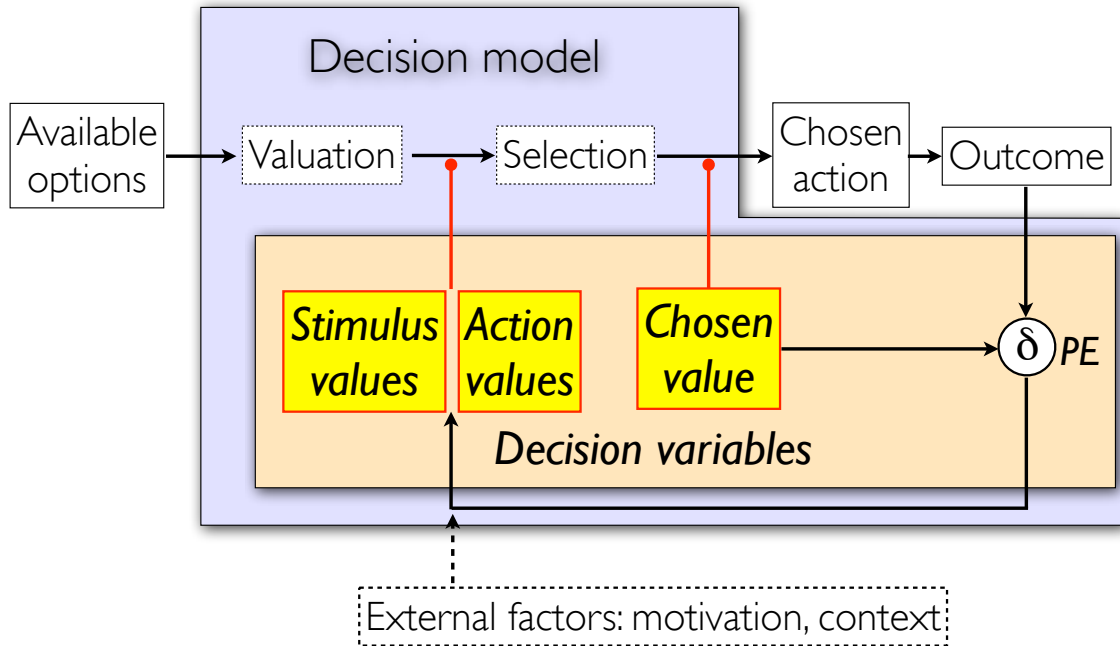 Decision model
Available
options
Valuation
Selection
Chosen
action
Outcome
Stimulus
values
Action
values
Chosen
value
δ PE
Decision variables
External factors: motivation, context